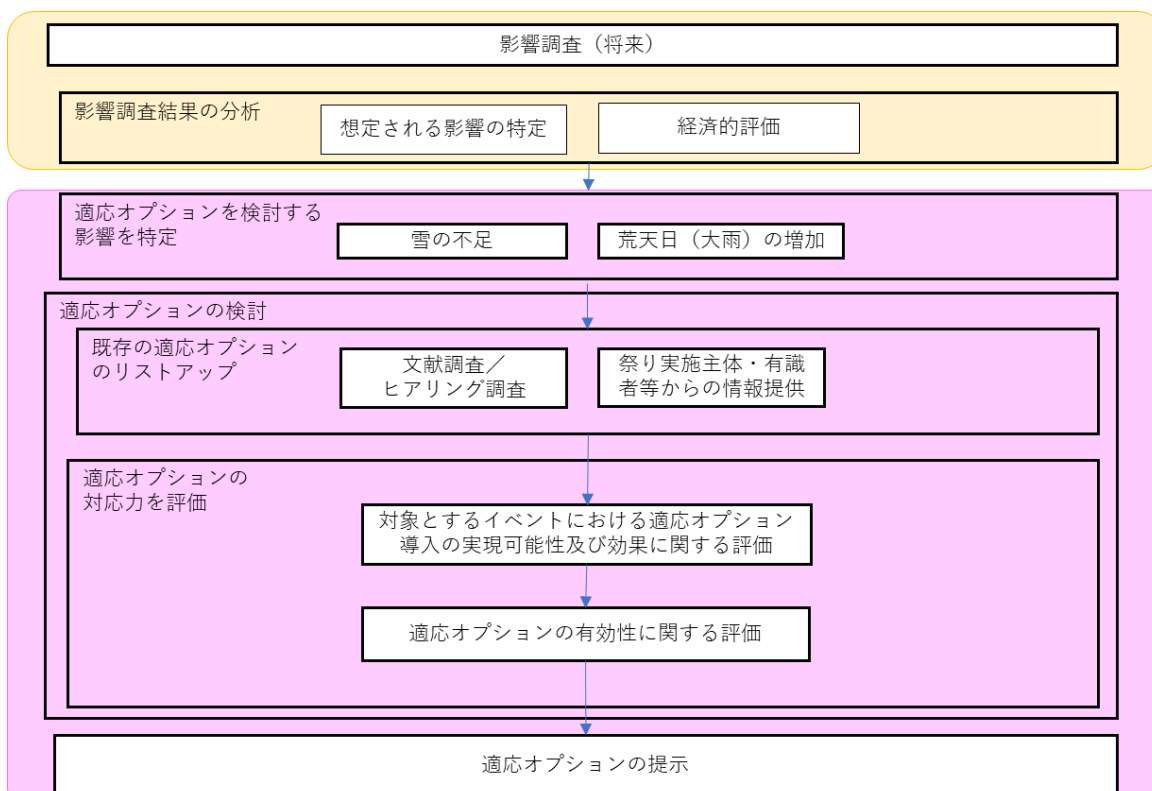 影響調査（将来）
影響調査結果の分析
想定される影響の特定
経済的評価
適応オプションを検討する
影響を特定
雪の不足
荒天日（大雨）の増加
適応オプションの検討
既存の適応オプション
のリストアップ
文献調査／
ヒアリング調査
祭り実施主体・有識
者等からの情報提供
適応オプションの
対応力を評価
対象とするイベントにおける適応オプション
導入の実現可能性及び効果に関する評価
適応オプションの有効性に関する評価
適応オプションの提示